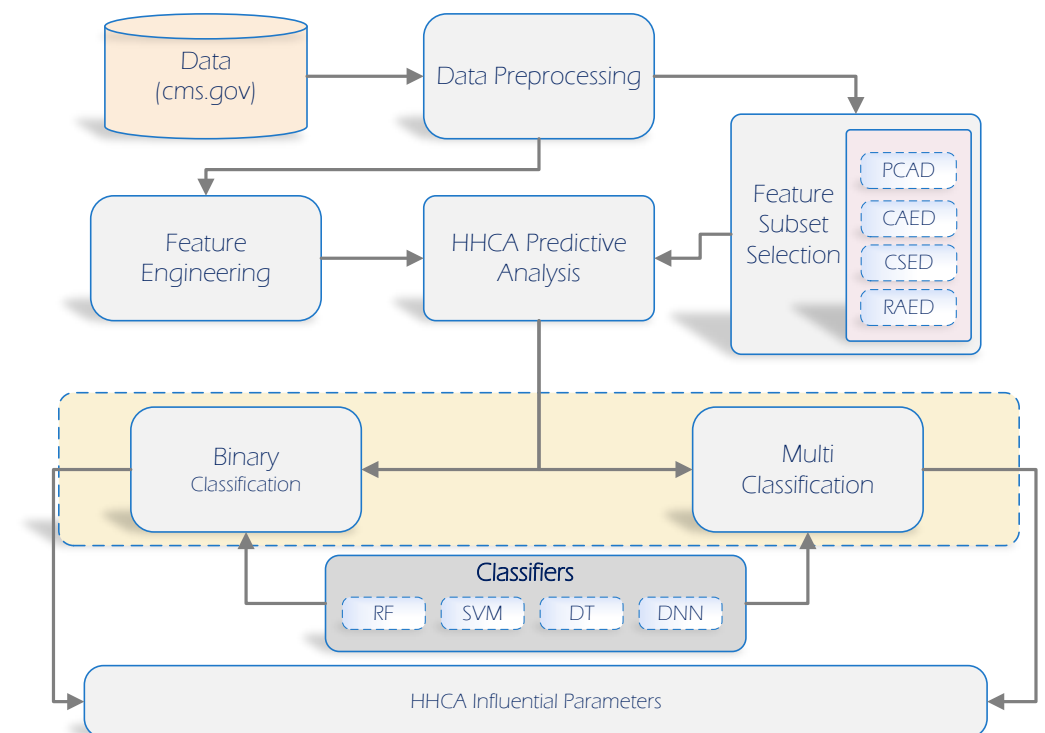 Data
(cms.gov)
Data Preprocessing
Feature
Engineering
HHCA Predictive
Analysis
Feature
Subset
Selection
PCAD
CAED
CSED
RAED
Binary
Classification
Multi
Classification
Classifiers
RF
SVM
DT
DNN
HHCA Influential Parameters